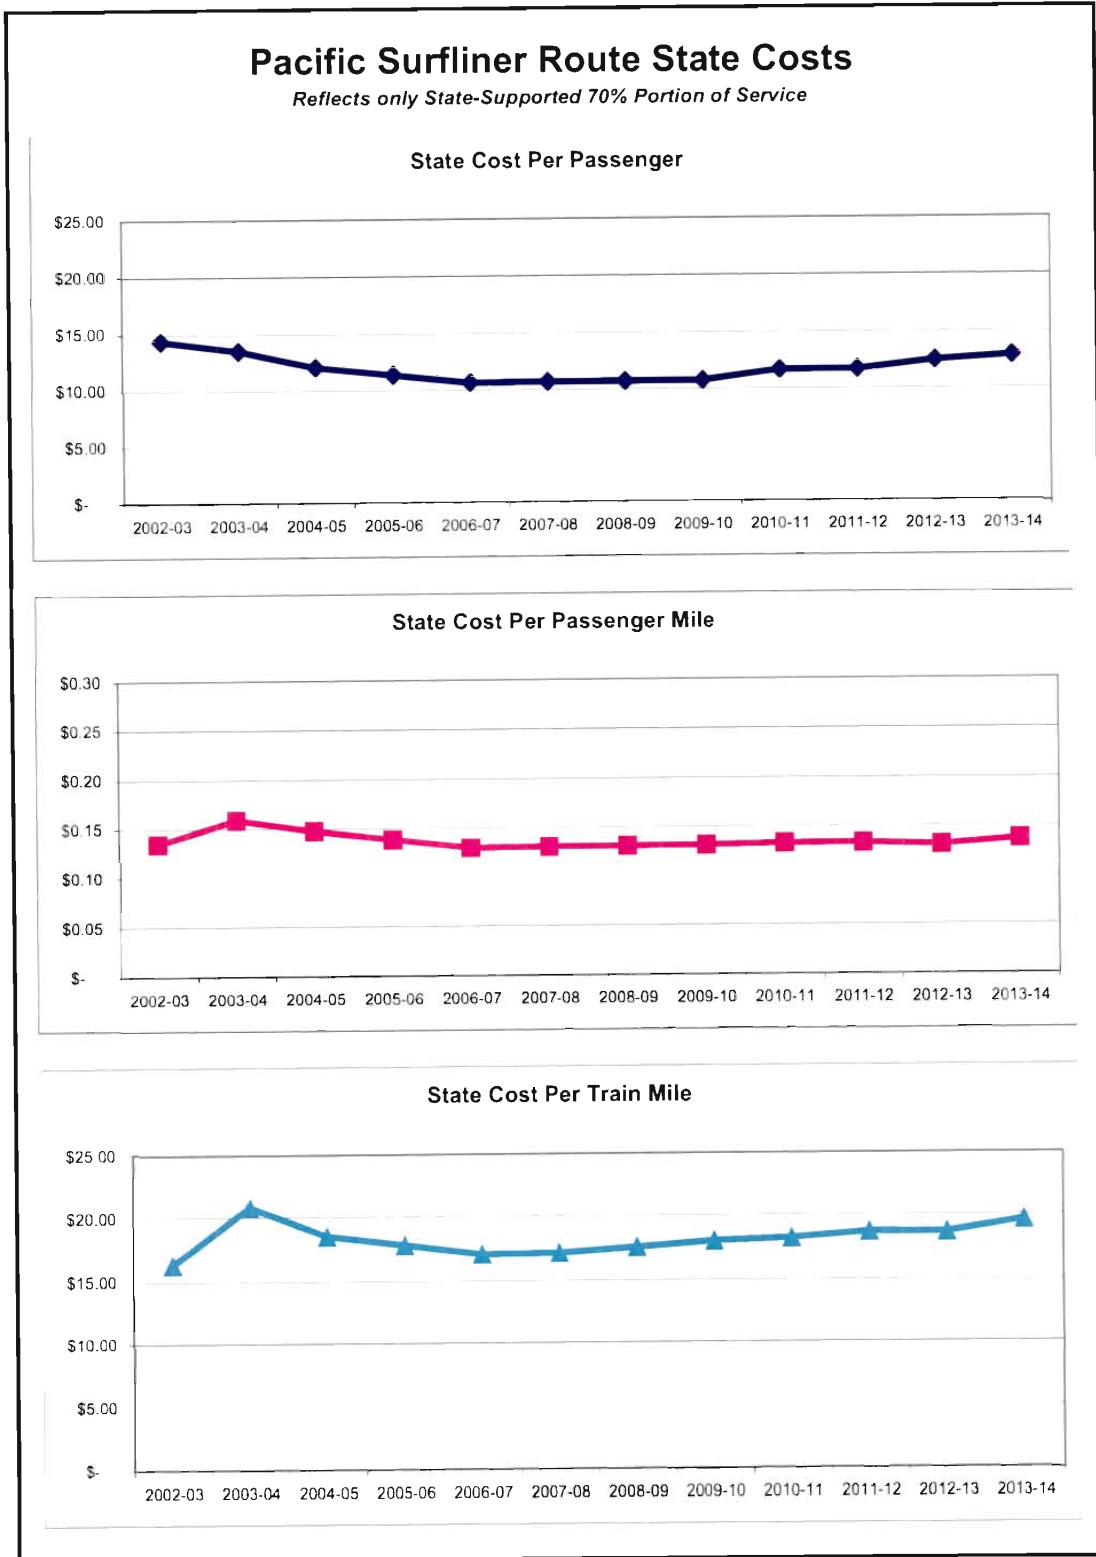 Pacific Surfliner Route State Costs
Reflects only State-Supported 70% Portion of Service
State Cost Per Passenger
$25.00
$20.00
$15.00
$10.00
$5.00
$-
2002-03 2003-04 2004-05 2005-06 2006-07 2007-08 2008-09 2009-10 2010-11 2011-12 2012-13 2013-14
State Cost Per Passenger Mile
$0.30
$0.25
$0.20
$0.15
$0.10
$0.05
$-
2002-03 2003-04 2004-05 2005-06 2006-07 2007-08 2008-09 2009-10 2010-11 2011-12 2012-13 2013-14
State Cost Per Train Mile
$25.00
$20.00
$15.00
$10.00
$5.00
$-
2002-03 2003-04 2004-05 2005-06 2006-07 2007-08 2008-09 2009-10 2010-11 2011-12 2012-13 2013-14